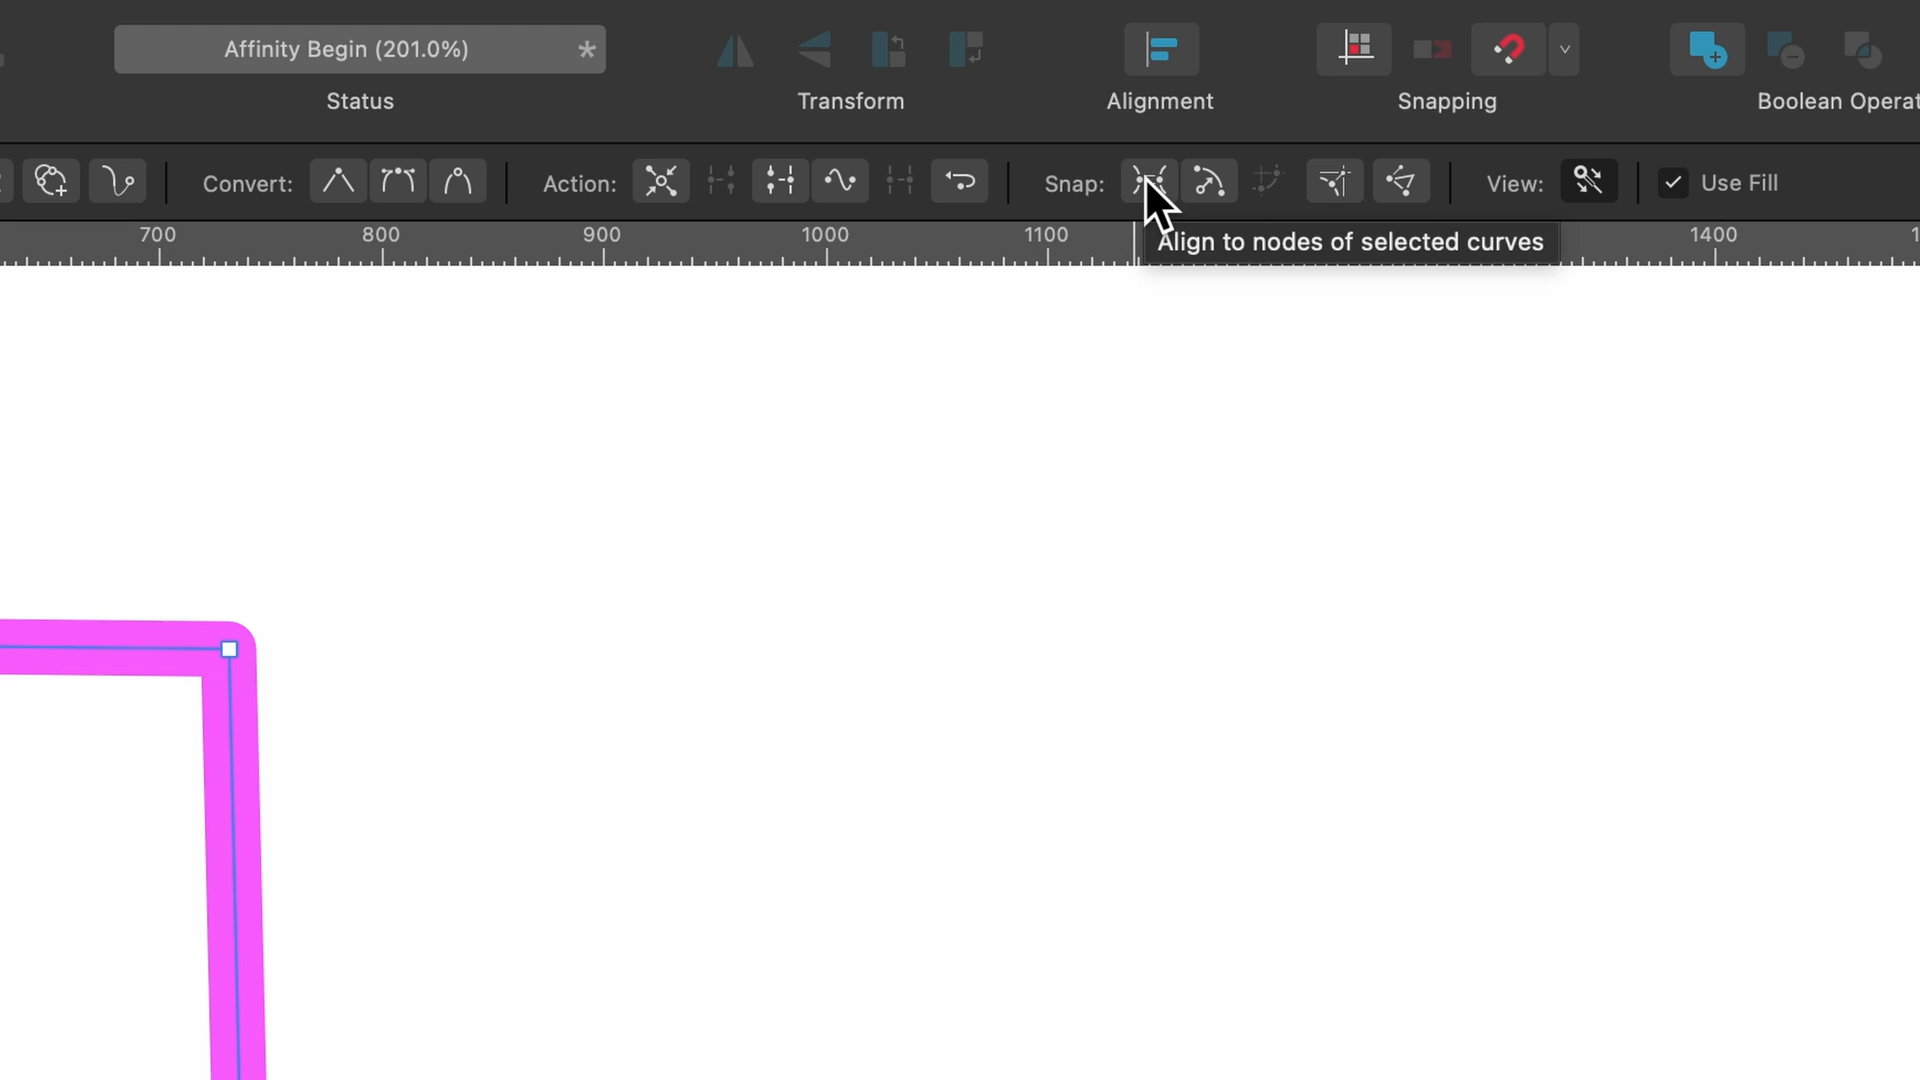 Affinity Begin (201.0%) *
Status
Transform
Alignment
Snapping
Boolean Operat
Convert:
Action:
Snap:
View:
Use Fill
700
800
900
1000
1100
1400
1
Align to nodes of selected curves